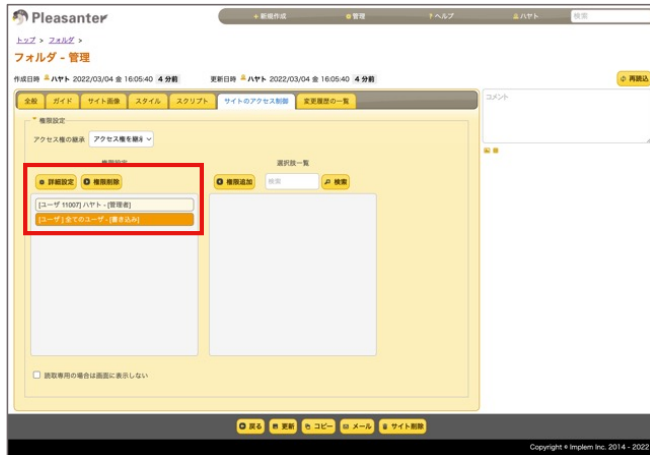 Pleasanter
新規作成 管理 ? ヘルプ ハヤト 検索
トップ > フォルダ >
フォルダ - 管理
作成日時 ハヤト 2022/03/04 金 16:05:40 4 分前 更新日時 ハヤト 2022/03/04 金 16:05:40 4 分前 再読込
全般 ガイド サイト画像 スタイル スクリプト サイトのアクセス制御 変更履歴の一覧 コメント
権限設定
アクセス権の継承 アクセス権を継
権限設定 選択肢一覧
詳細設定 権限削除 権限追加 検索 検索
[ユーザ 11007] ハヤト - [管理者]
[ユーザ] 全てのユーザ - [書き込み]
読取専用の場合は画面に表示しない
戻る 更新 コピー メール サイト削除
Copyright © Implem Inc. 2014 - 2022